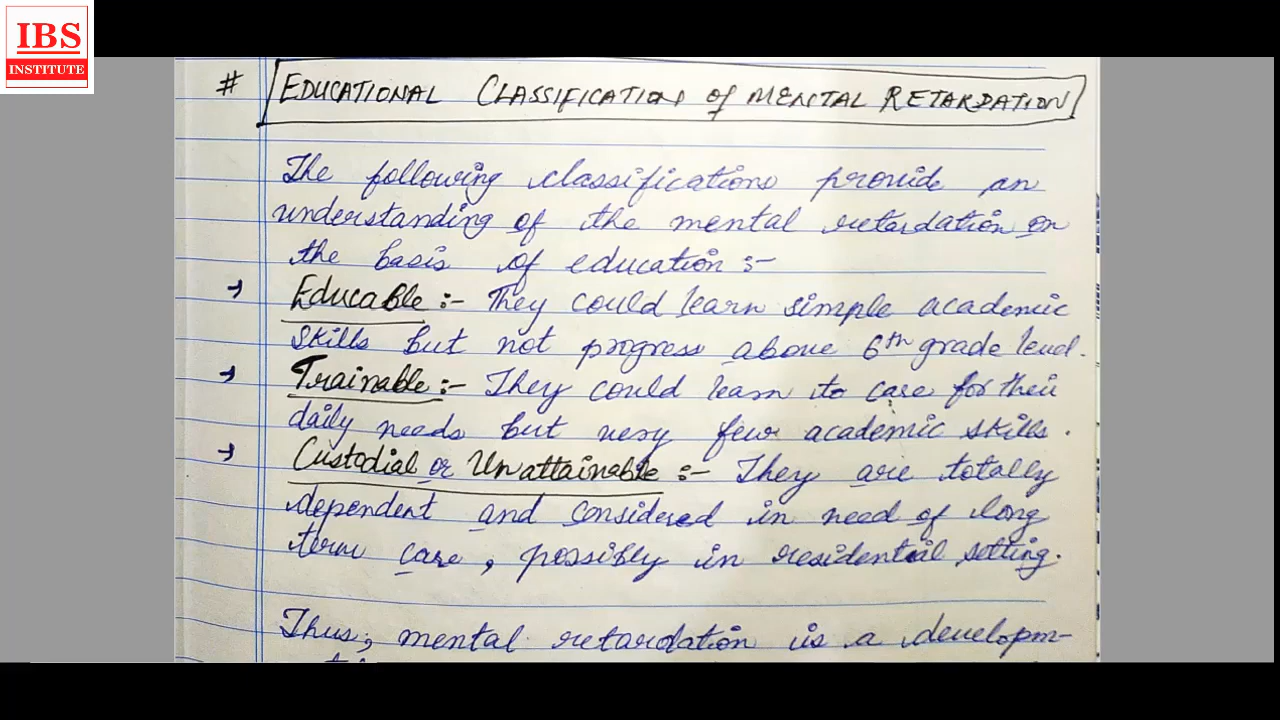 IBS
INSTITUTE
# EDUCATIONAL CLASSIFICATION OF MENTAL RETARDATION
The following classifications provide an
understanding of the mental retardation on
the basis of education :-
→ Educable :- They could learn simple academic
skills but not progress above 6th grade level.
→ Trainable :- They could learn to care for their
daily needs but very few academic skills.
→ Custodial or Unattainable :- They are totally
dependent and considered in need of long
term care, possibly in residential setting.
Thus, mental retardation is a developm-